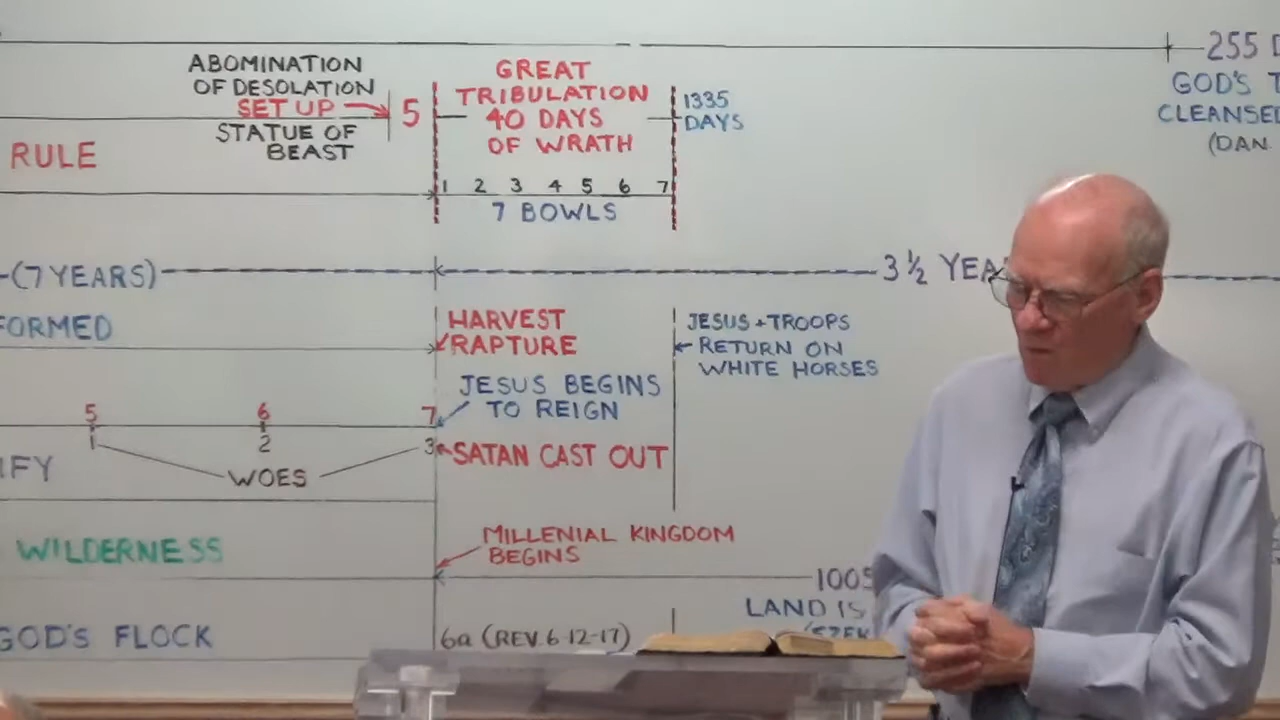 ABOMINATION
OF DESOLATION
SET UP
STATUE OF
BEAST
5
GREAT
TRIBULATION
40 DAYS
OF WRATH
1335
DAYS
255
GOD'S
CLEANSE
(DAN.
RULE
1 2 3 4 5 6 7
7 BOWLS
(7 YEARS)
3 ½
FORMED
HARVEST
RAPTURE
JESUS + TROOPS
RETURN ON
WHITE HORSES
JESUS BEGINS
TO REIGN
5 6 7
1 2 3
WOES
SATAN CAST OUT
IFY
WILDERNESS
MILLENIAL KINGDOM
BEGINS
1005
LAND IS
GOD'S FLOCK
6a (REV. 6-12-17)